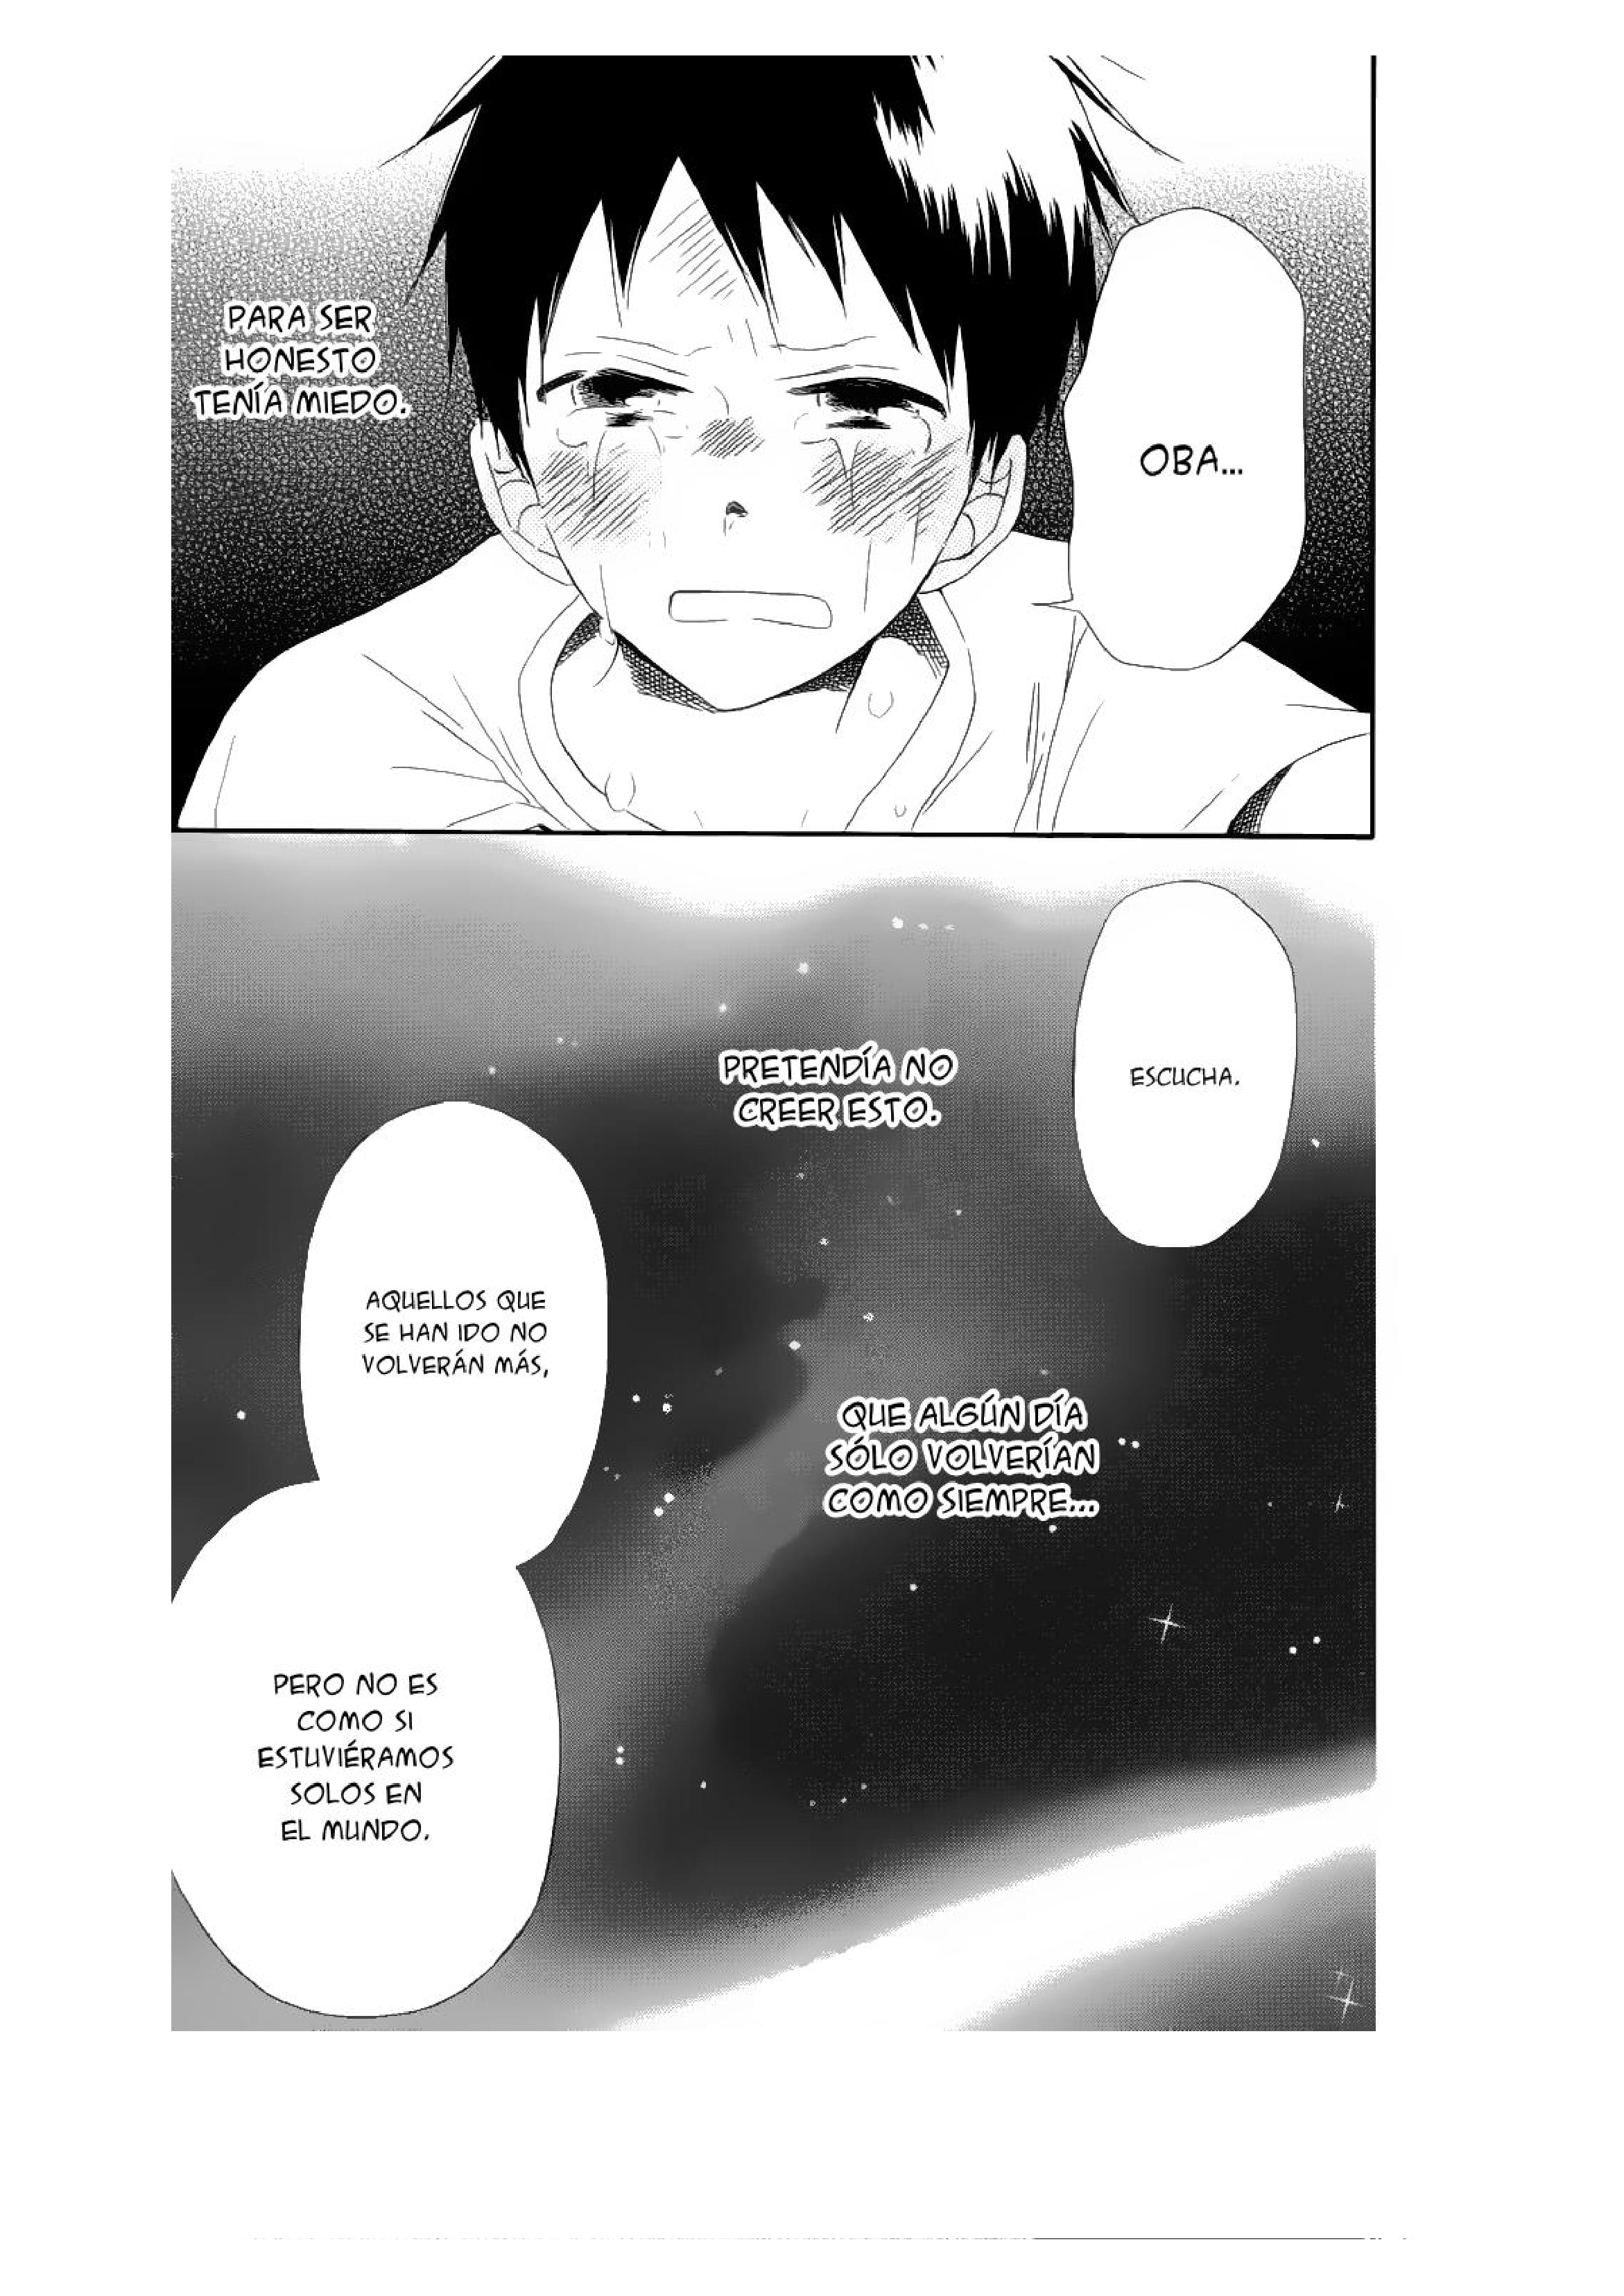 OBA...
PARA SER
HONESTO
TENÍA MIEDO.
ESCUCHA.
PRETENDÍA NO
CREER ESTO.
QUE ALGÚN DÍA
SÓLO VOLVERÍAN
COMO SIEMPRE...
AQUELLOS QUE
SE HAN IDO NO
VOLVERÁN MÁS,
PERO NO ES
COMO SI
ESTUVIÉRAMOS
SOLOS EN
EL MUNDO.